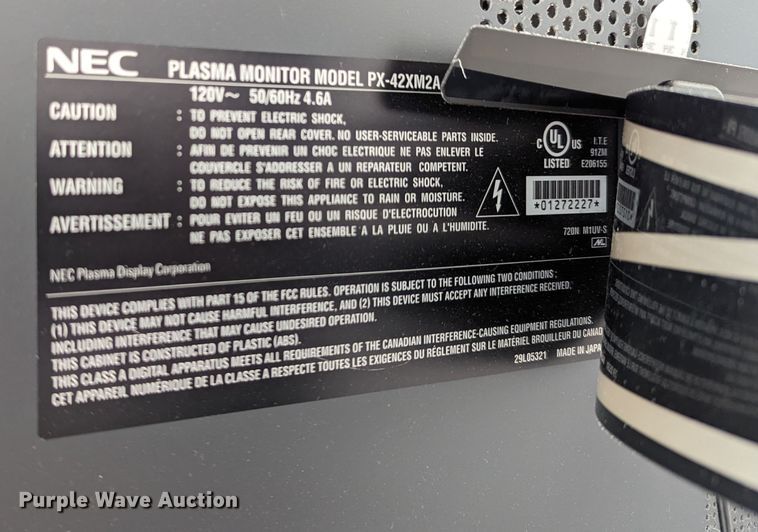 NEC PLASMA MONITOR MODEL PX-42XM2A
120V~ 50/60Hz 4.6A
CAUTION : TO PREVENT ELECTRIC SHOCK,
DO NOT OPEN REAR COVER. NO USER-SERVICEABLE PARTS INSIDE.
ATTENTION : AFIN DE PREVENIR UN CHOC ELECTRIQUE NE PAS ENLEVER LE
COUVERCLE S'ADRESSER A UN REPARATEUR COMPETENT.
WARNING : TO REDUCE THE RISK OF FIRE OR ELECTRIC SHOCK,
DO NOT EXPOSE THIS APPLIANCE TO RAIN OR MOISTURE.
AVERTISSEMENT : POUR EVITER UN FEU OU UN RISQUE D'ELECTROCUTION
NE PAS EXPOSER CET ENSEMBLE A LA PLUIE OU A L'HUMIDITE.
C UL US
LISTED
I.T.E
91ZM
E206155
*01272227*
720N M1UV-S
NEC Plasma Display Corporation
THIS DEVICE COMPLIES WITH PART 15 OF THE FCC RULES. OPERATION IS SUBJECT TO THE FOLLOWING TWO CONDITIONS :
(1) THIS DEVICE MAY NOT CAUSE HARMFUL INTERFERENCE, AND (2) THIS DEVICE MUST ACCEPT ANY INTERFERENCE RECEIVED,
INCLUDING INTERFERENCE THAT MAY CAUSE UNDESIRED OPERATION.
THIS CABINET IS CONSTRUCTED OF PLASTIC (ABS).
THIS CLASS A DIGITAL APPARATUS MEETS ALL REQUIREMENTS OF THE CANADIAN INTERFERENCE-CAUSING EQUIPMENT REGULATIONS.
CET APPAREIL NUMÉRIQUE DE LA CLASSE A RESPECTE TOUTES LES EXIGENCES DU RÉGLEMENT SUR LE MATÉRIEL BROUILLEUR DU CANAD
29L05321 MADE IN JAPA
Purple Wave Auction